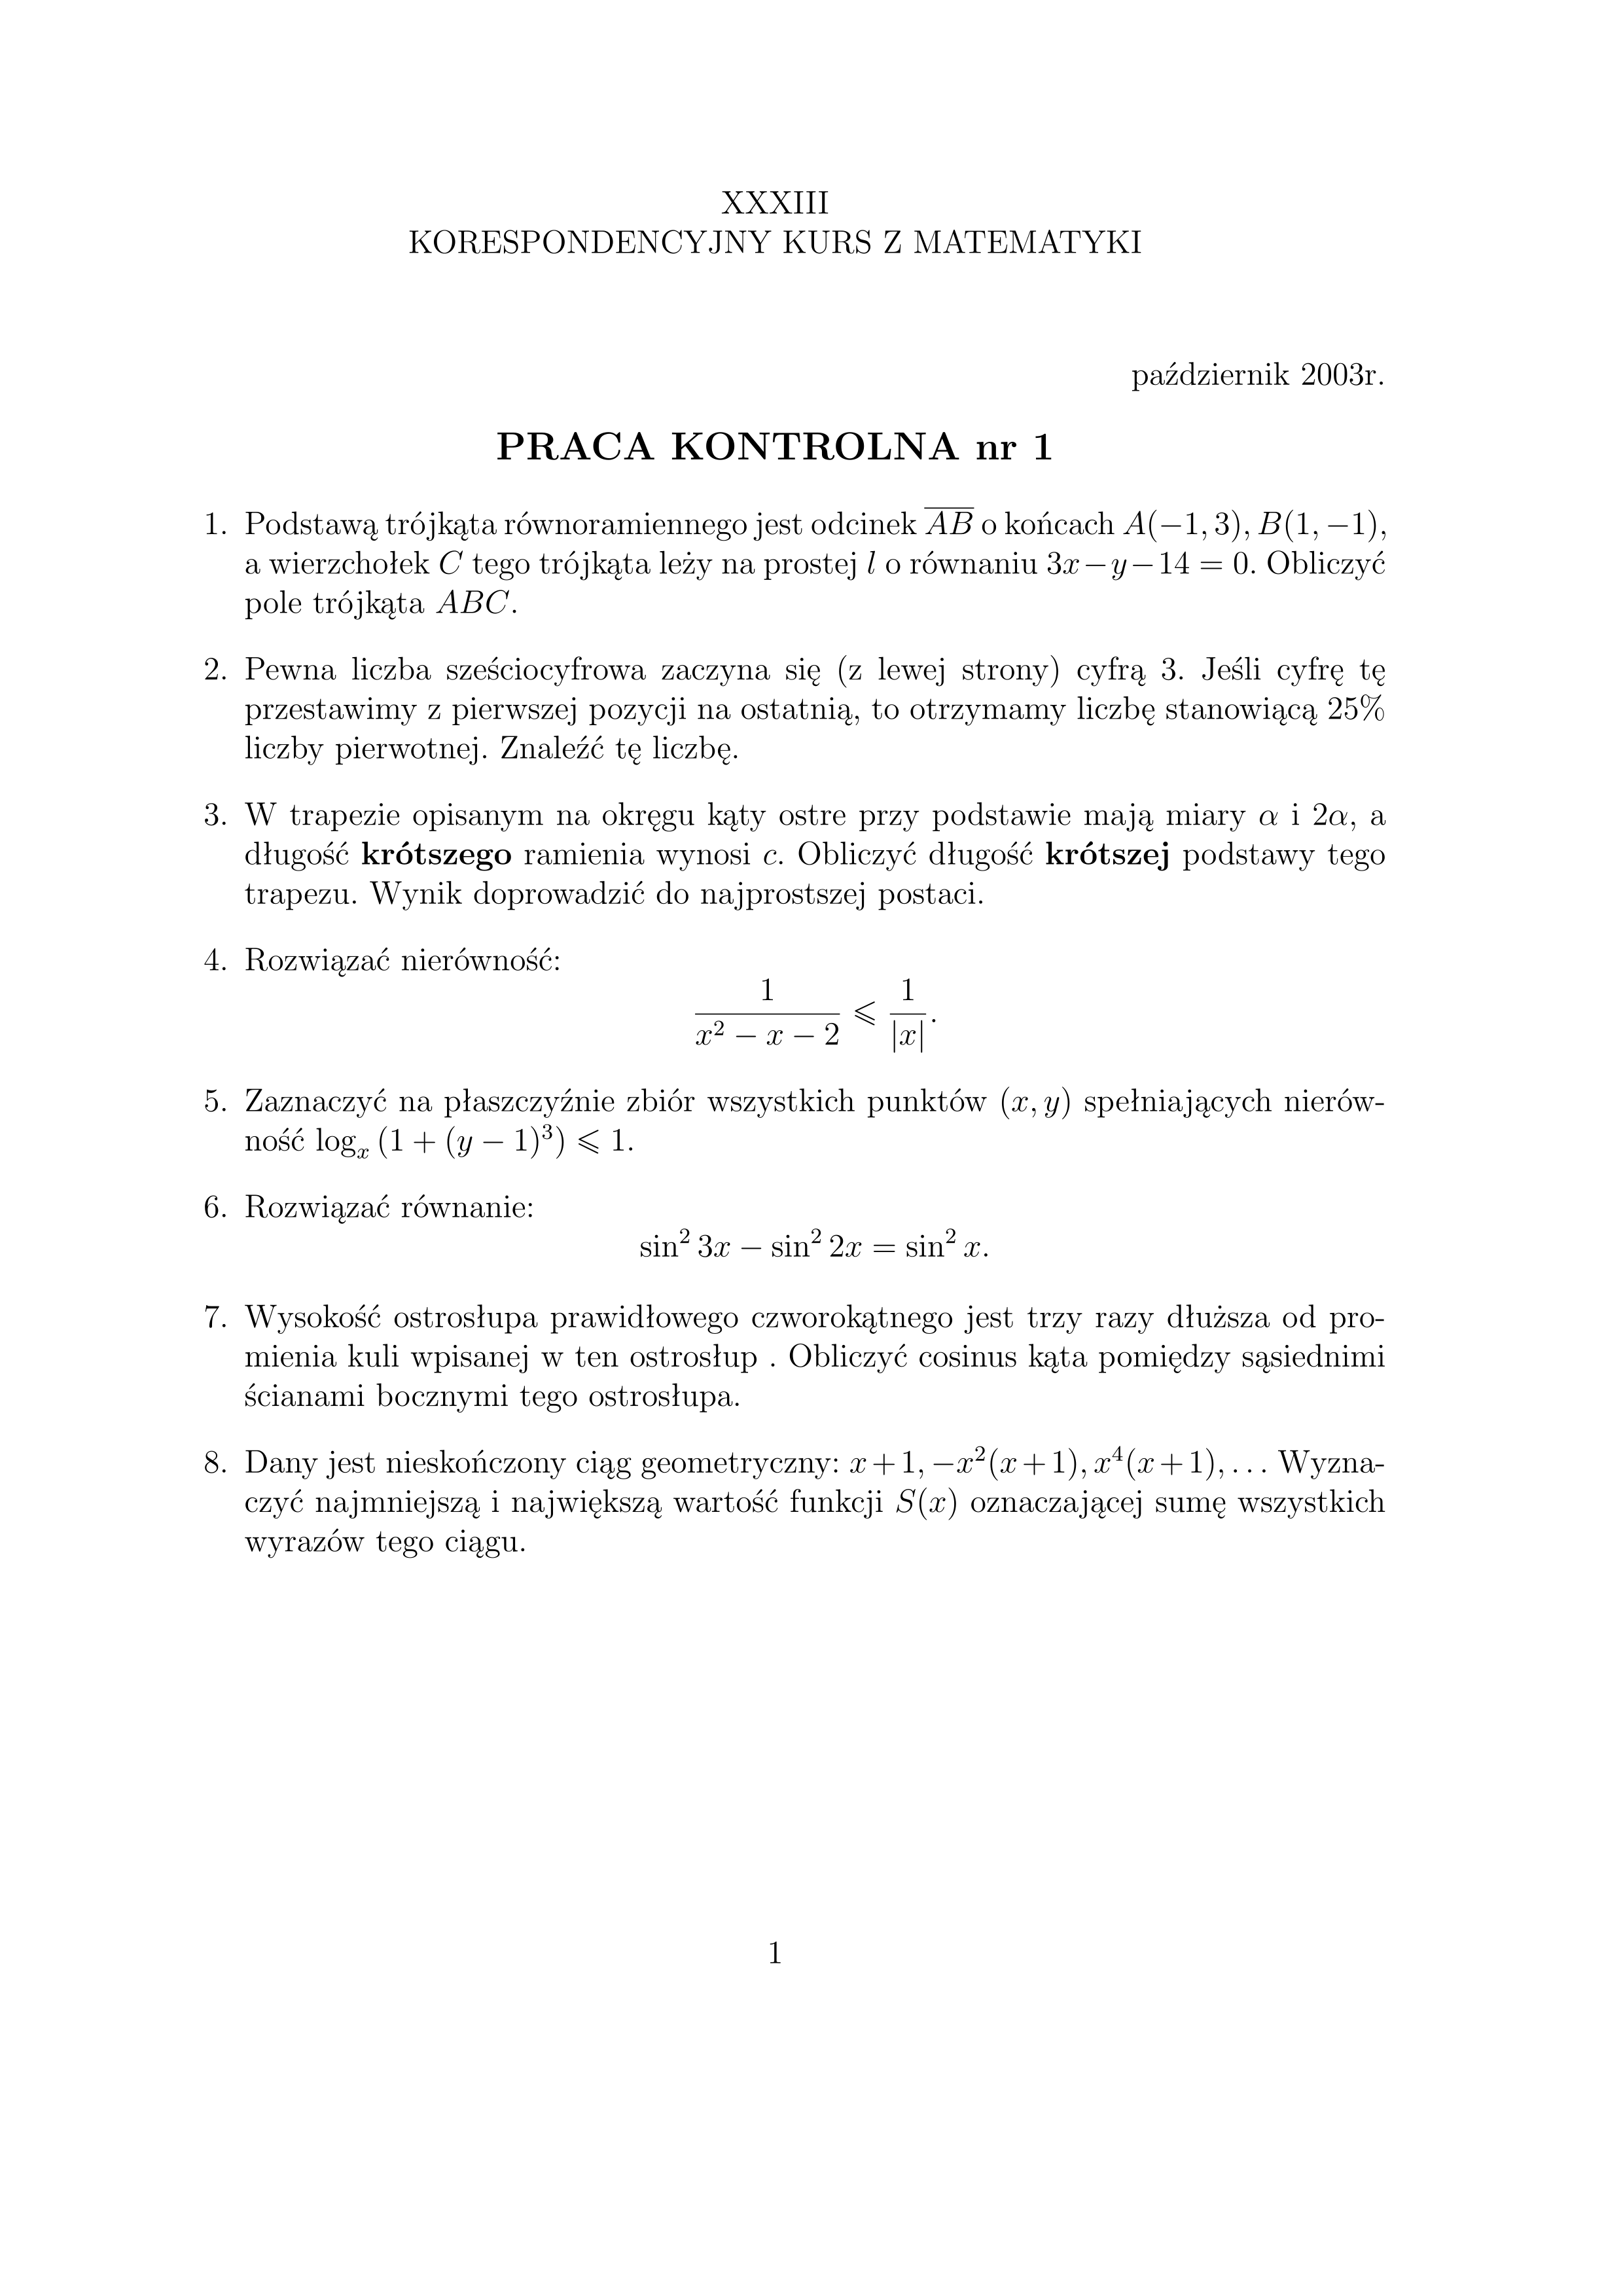 XXXIII
KORESPONDENCYJNY KURS Z MATEMATYKI
październik 2003r.
PRACA KONTROLNA nr 1
1. Podstawą trójkąta równoramiennego jest odcinek $\overline{AB}$ o końcach $A(-1, 3), B(1, -1)$,
a wierzchołek $C$ tego trójkąta leży na prostej $l$ o równaniu $3x - y - 14 = 0$. Obliczyć
pole trójkąta $ABC$.
2. Pewna liczba sześciocyfrowa zaczyna się (z lewej strony) cyfrą 3. Jeśli cyfrę tę
przestawimy z pierwszej pozycji na ostatnią, to otrzymamy liczbę stanowiącą 25%
liczby pierwotnej. Znaleźć tę liczbę.
3. W trapezie opisanym na okręgu kąty ostre przy podstawie mają miary $\alpha$ i $2\alpha$, a
długość krótszego ramienia wynosi $c$. Obliczyć długość krótszej podstawy tego
trapezu. Wynik doprowadzić do najprostszej postaci.
4. Rozwiązać nierówność:
$\frac{1}{x^2 - x - 2} \leqslant \frac{1}{|x|}.$
5. Zaznaczyć na płaszczyźnie zbiór wszystkich punktów $(x, y)$ spełniających nierów-
ność $\log_x (1 + (y - 1)^3) \leqslant 1$.
6. Rozwiązać równanie:
$\sin^2 3x - \sin^2 2x = \sin^2 x.$
7. Wysokość ostrosłupa prawidłowego czworokątnego jest trzy razy dłuższa od pro-
mienia kuli wpisanej w ten ostrosłup . Obliczyć cosinus kąta pomiędzy sąsiednimi
ścianami bocznymi tego ostrosłupa.
8. Dany jest nieskończony ciąg geometryczny: $x + 1, -x^2(x + 1), x^4(x + 1), \ldots$ Wyzna-
czyć najmniejszą i największą wartość funkcji $S(x)$ oznaczającej sumę wszystkich
wyrazów tego ciągu.
1